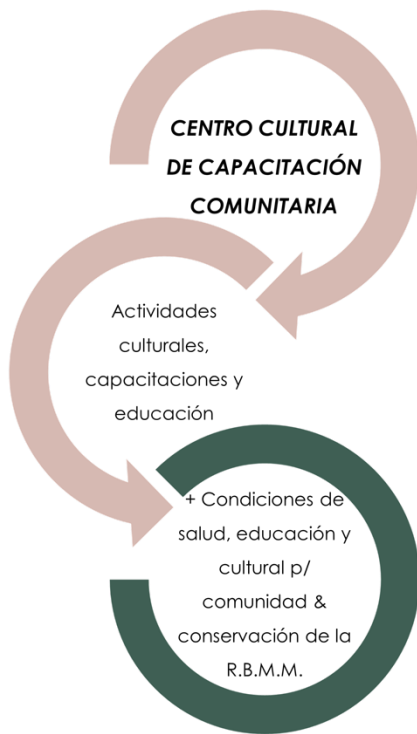 CENTRO CULTURAL
DE CAPACITACIÓN
COMUNITARIA
Actividades
culturales,
capacitaciones y
educación
+ Condiciones de
salud, educación y
cultural p/
comunidad &
conservación de la
R.B.M.M.